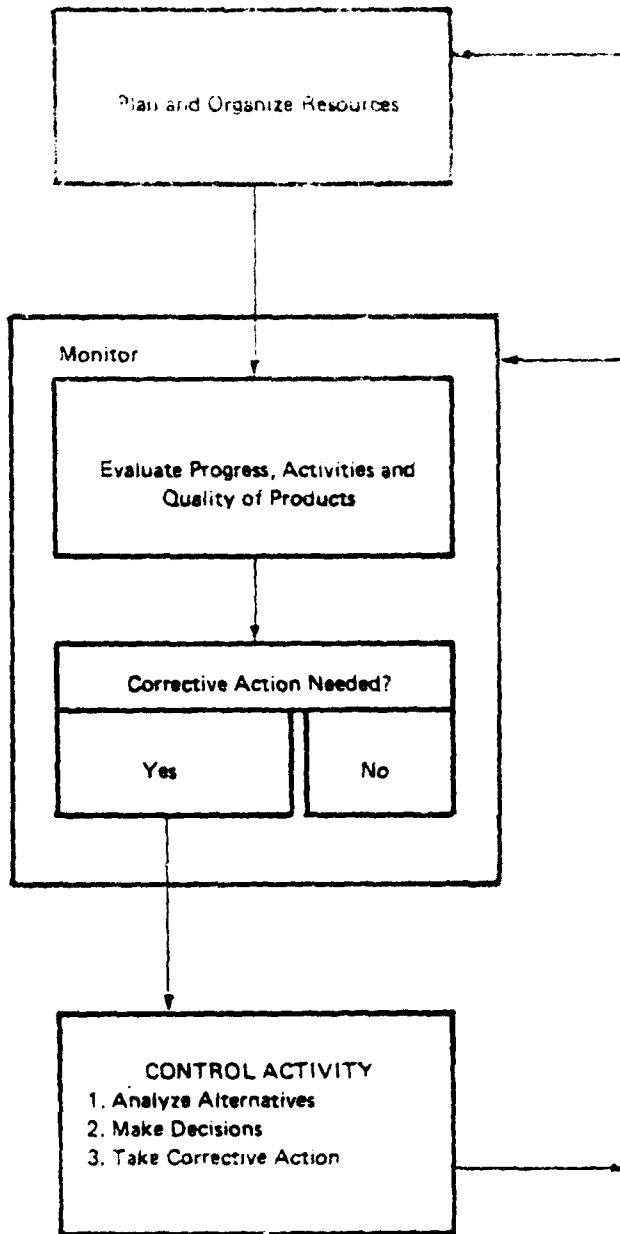 Plan and Organize Resources
Monitor
Evaluate Progress, Activities and
Quality of Products
Corrective Action Needed?
Yes
No
CONTROL ACTIVITY
1. Analyze Alternatives
2. Make Decisions
3. Take Corrective Action